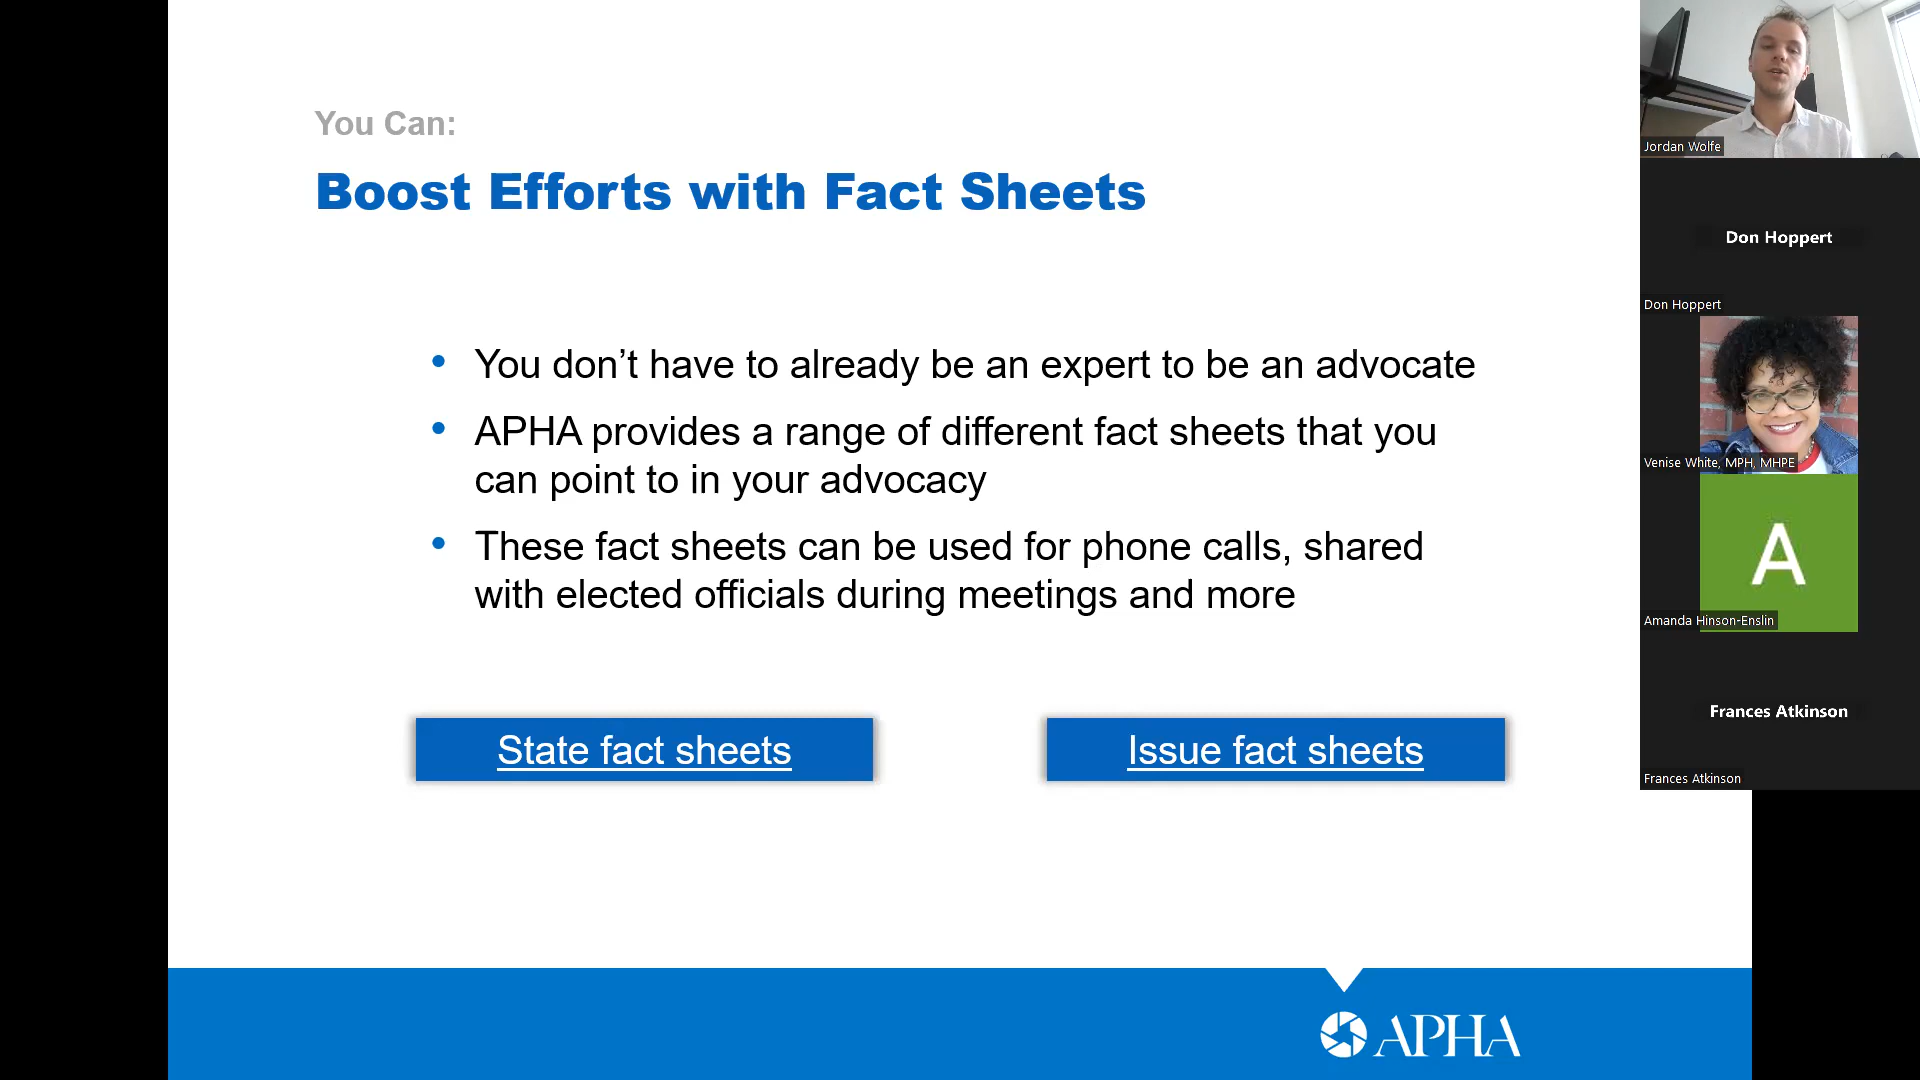 You Can:
Boost Efforts with Fact Sheets
• You don’t have to already be an expert to be an advocate
• APHA provides a range of different fact sheets that you
can point to in your advocacy
• These fact sheets can be used for phone calls, shared
with elected officials during meetings and more
State fact sheets
Issue fact sheets
APHA
Jordan Wolfe
Don Hoppert
Don Hoppert
Venise White, MPH, MHPE
A
Amanda Hinson-Enslin
Frances Atkinson
Frances Atkinson